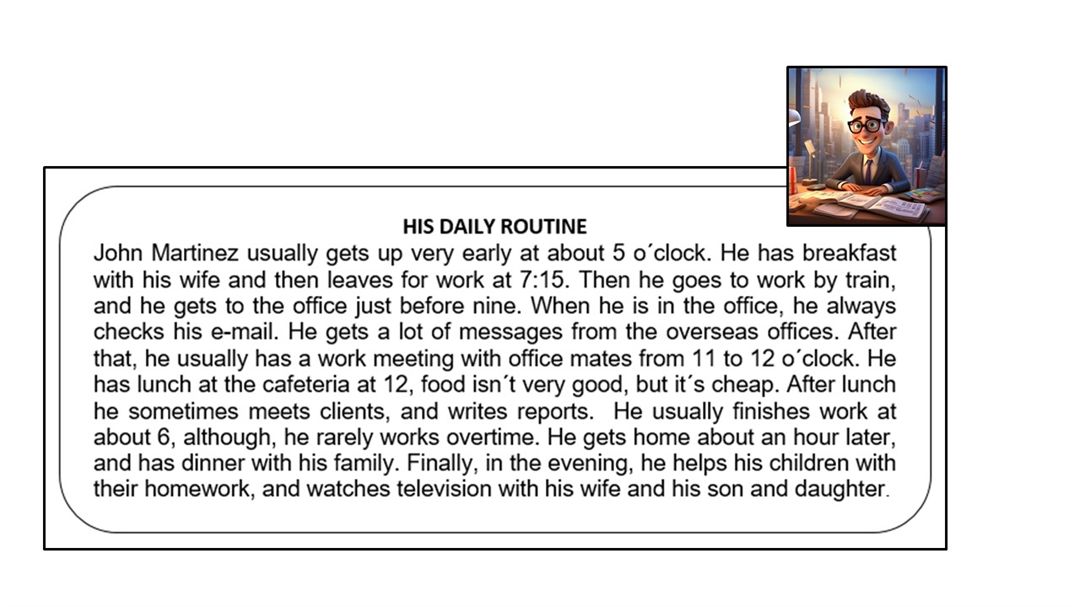 HIS DAILY ROUTINE
John Martinez usually gets up very early at about 5 o´clock. He has breakfast
with his wife and then leaves for work at 7:15. Then he goes to work by train,
and he gets to the office just before nine. When he is in the office, he always
checks his e-mail. He gets a lot of messages from the overseas offices. After
that, he usually has a work meeting with office mates from 11 to 12 o´clock. He
has lunch at the cafeteria at 12, food isn´t very good, but it´s cheap. After lunch
he sometimes meets clients, and writes reports.  He usually finishes work at
about 6, although, he rarely works overtime. He gets home about an hour later,
and has dinner with his family. Finally, in the evening, he helps his children with
their homework, and watches television with his wife and his son and daughter.